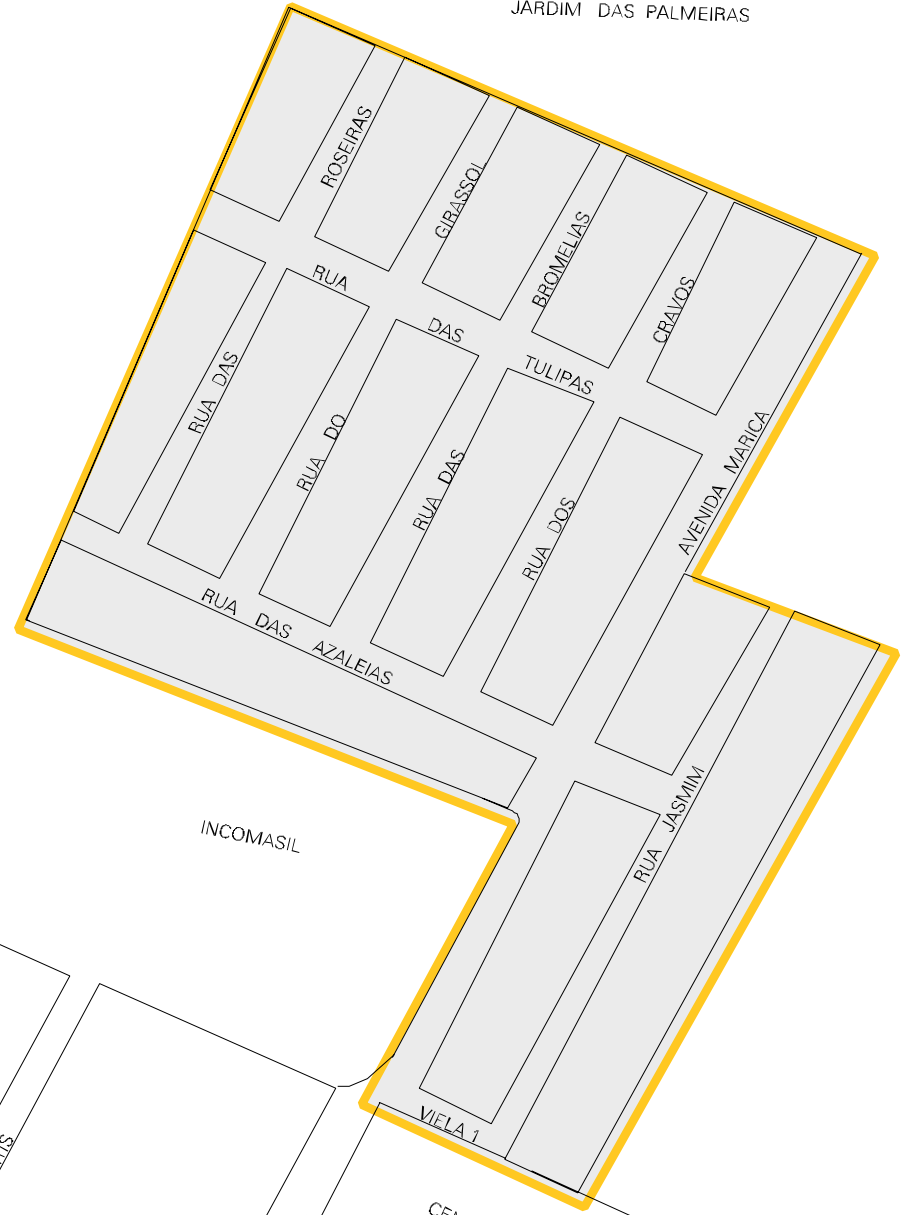 JARDIM DAS PALMEIRAS
ROSEIRAS
GIRASSOL
BROMELIAS
CRAVOS
RUA DAS TULIPAS
RUA DAS
RUA DO
RUA DAS
RUA DOS
AVENIDA MARICA
RUA DAS AZALEIAS
RUA JASMIM
INCOMASIL
VIELA 1